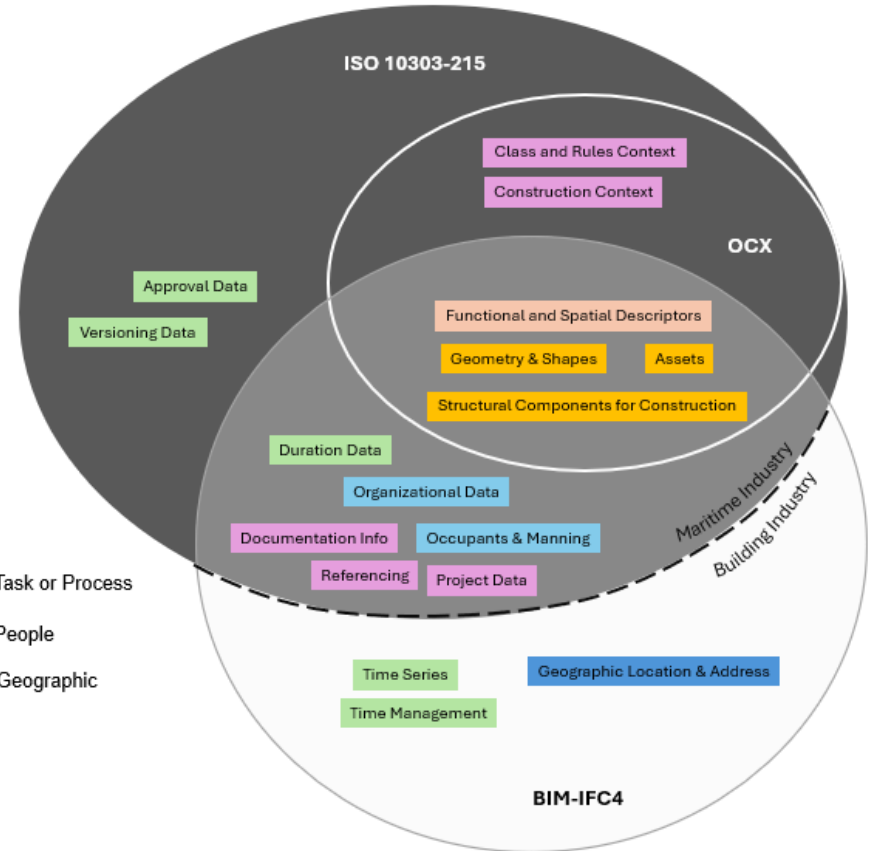 ISO 10303-215
Class and Rules Context
Construction Context
OCX
Approval Data
Versioning Data
Functional and Spatial Descriptors
Geometry & Shapes
Assets
Structural Components for Construction
Duration Data
Organizational Data
Maritime Industry
Building Industry
Documentation Info
Occupants & Manning
Referencing
Project Data
Task or Process
People
Geographic
Time Series
Geographic Location & Address
Time Management
BIM-IFC4